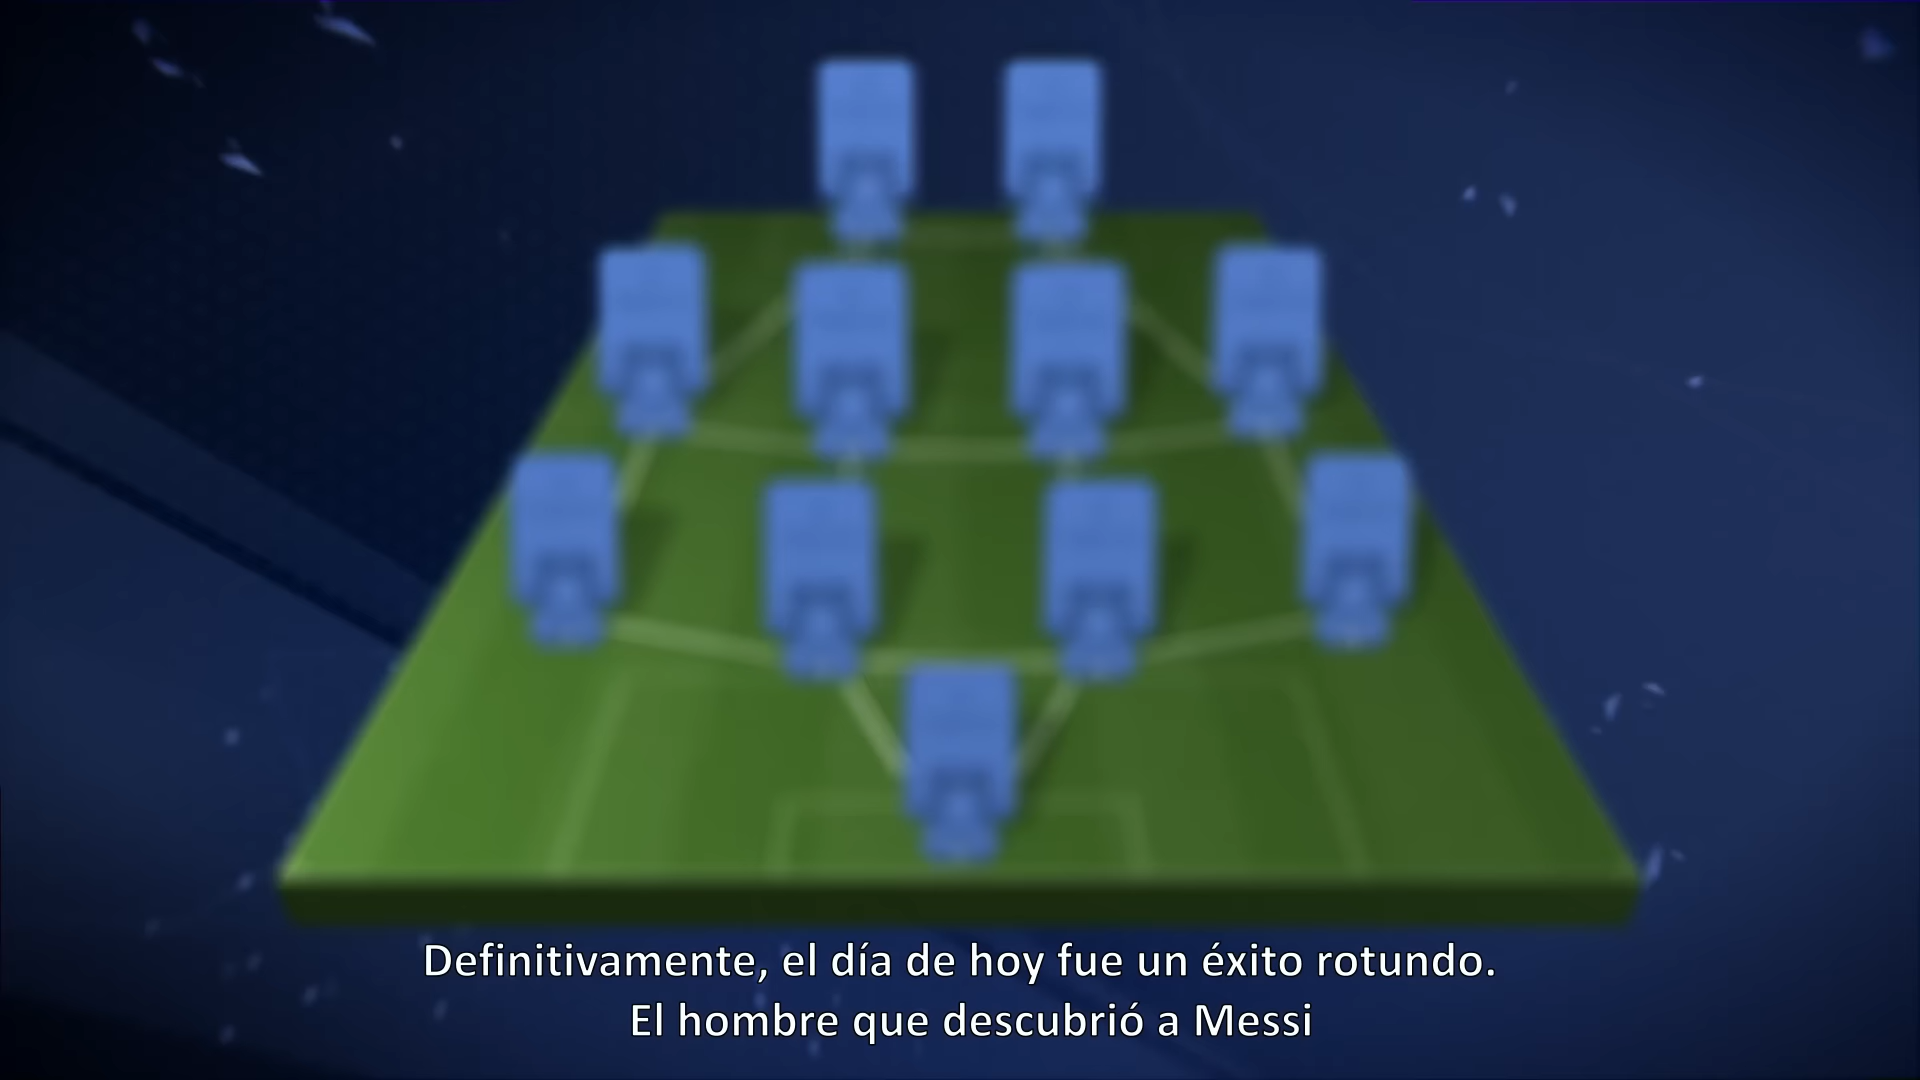 Definitivamente, el día de hoy fue un éxito rotundo.
El hombre que descubrió a Messi